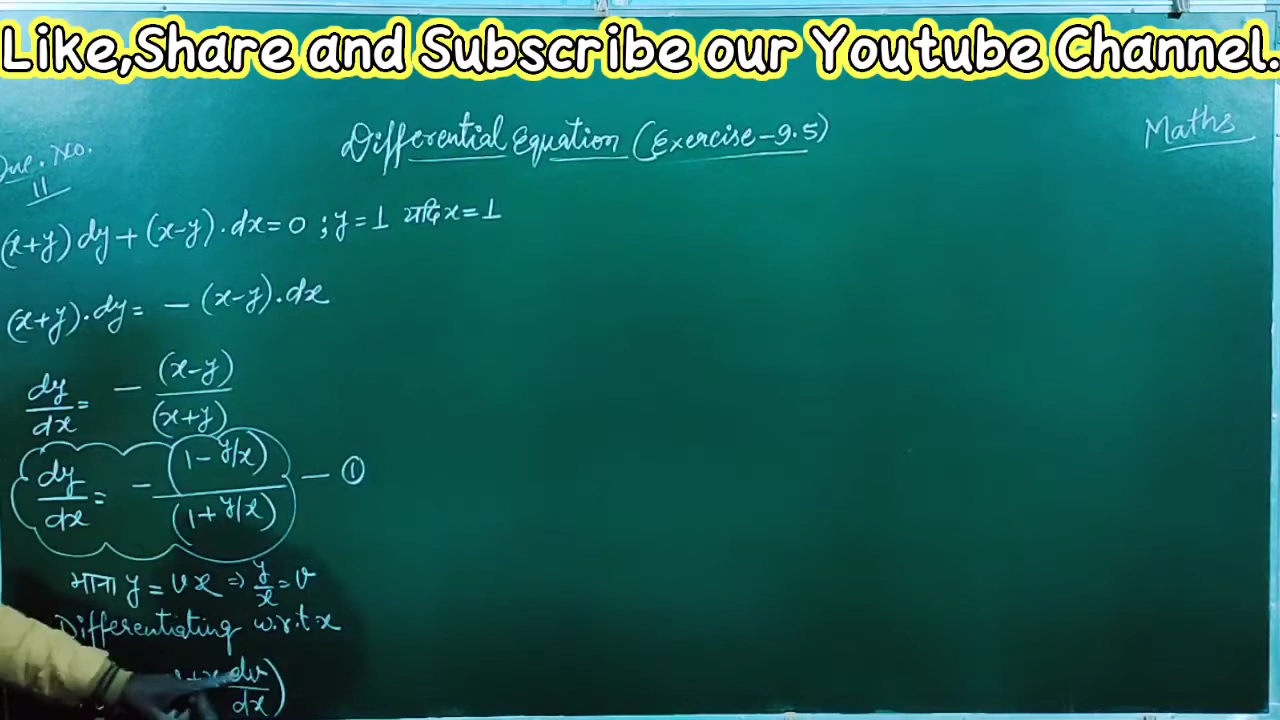 Like,Share and Subscribe our Youtube Channel.
Differential Equation (Exercise-9.5)
Maths
Que. No.
11
(x+y) dy + (x-y).dx = 0 ; y = 1 यदि x = 1
(x+y).dy = - (x-y).dx
dy/dx = - (x-y)/(x+y)
dy/dx = - (1-y/x)/(1+y/x) - ①
माना y = vx ⇒ y/x = v
Differentiating w.r.t. x
dv/dx)